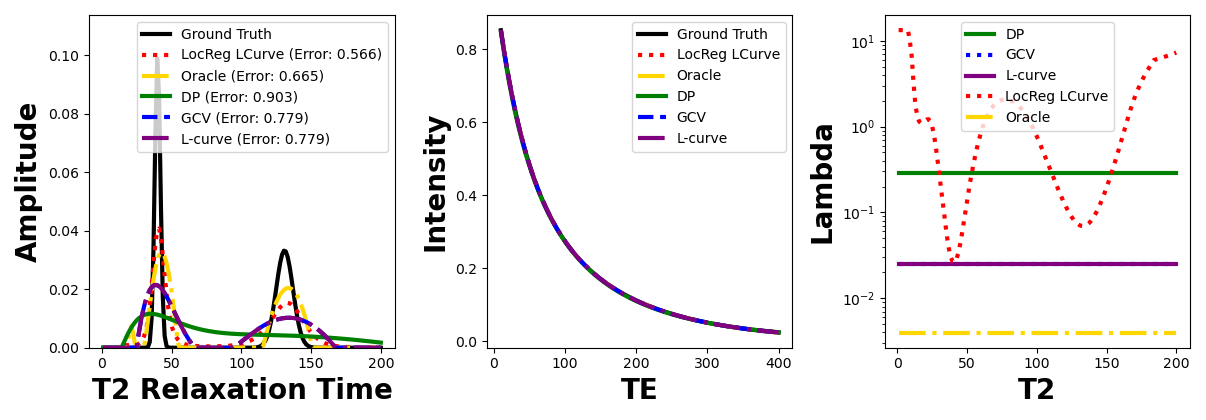 Amplitude
0.10
0.08
0.06
0.04
0.02
0.00
Ground Truth
LocReg LCurve (Error: 0.566)
Oracle (Error: 0.665)
DP (Error: 0.903)
GCV (Error: 0.779)
L-curve (Error: 0.779)
0 50 100 150 200
T2 Relaxation Time
Intensity
0.8
0.6
0.4
0.2
0.0
Ground Truth
LocReg LCurve
Oracle
DP
GCV
L-curve
0 100 200 300 400
TE
Lambda
10¹
10⁰
10⁻¹
10⁻²
DP
GCV
L-curve
LocReg LCurve
Oracle
0 50 100 150 200
T2